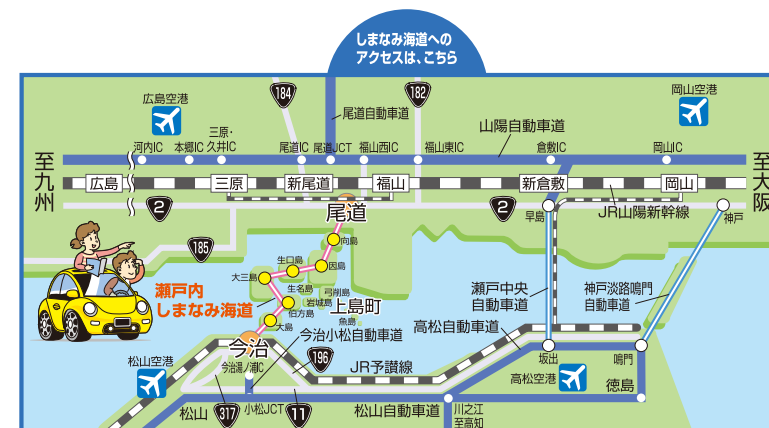 しまなみ海道への
アクセスは、こちら
184
182
広島空港
岡山空港
尾道自動車道
山陽自動車道
三原・
久井IC
河内IC
本郷IC
尾道IC
尾道JCT
福山西IC
福山東IC
倉敷IC
岡山IC
至九州
至大阪
広島
三原
新尾道
福山
新倉敷
岡山
2
尾道
2
早島
JR山陽新幹線
神戸
185
向島
因島
生口島
大三島
生名島
弓削島
岩城島
伯方島
上島町
魚島
大島
瀬戸内
しまなみ海道
瀬戸中央
自動車道
神戸淡路鳴門
自動車道
今治
今治小松自動車道
高松自動車道
196
JR予讃線
坂出
鳴門
松山空港
今治湯ノ浦IC
高松空港
徳島
松山
317
小松JCT
11
松山自動車道
川之江
至高知